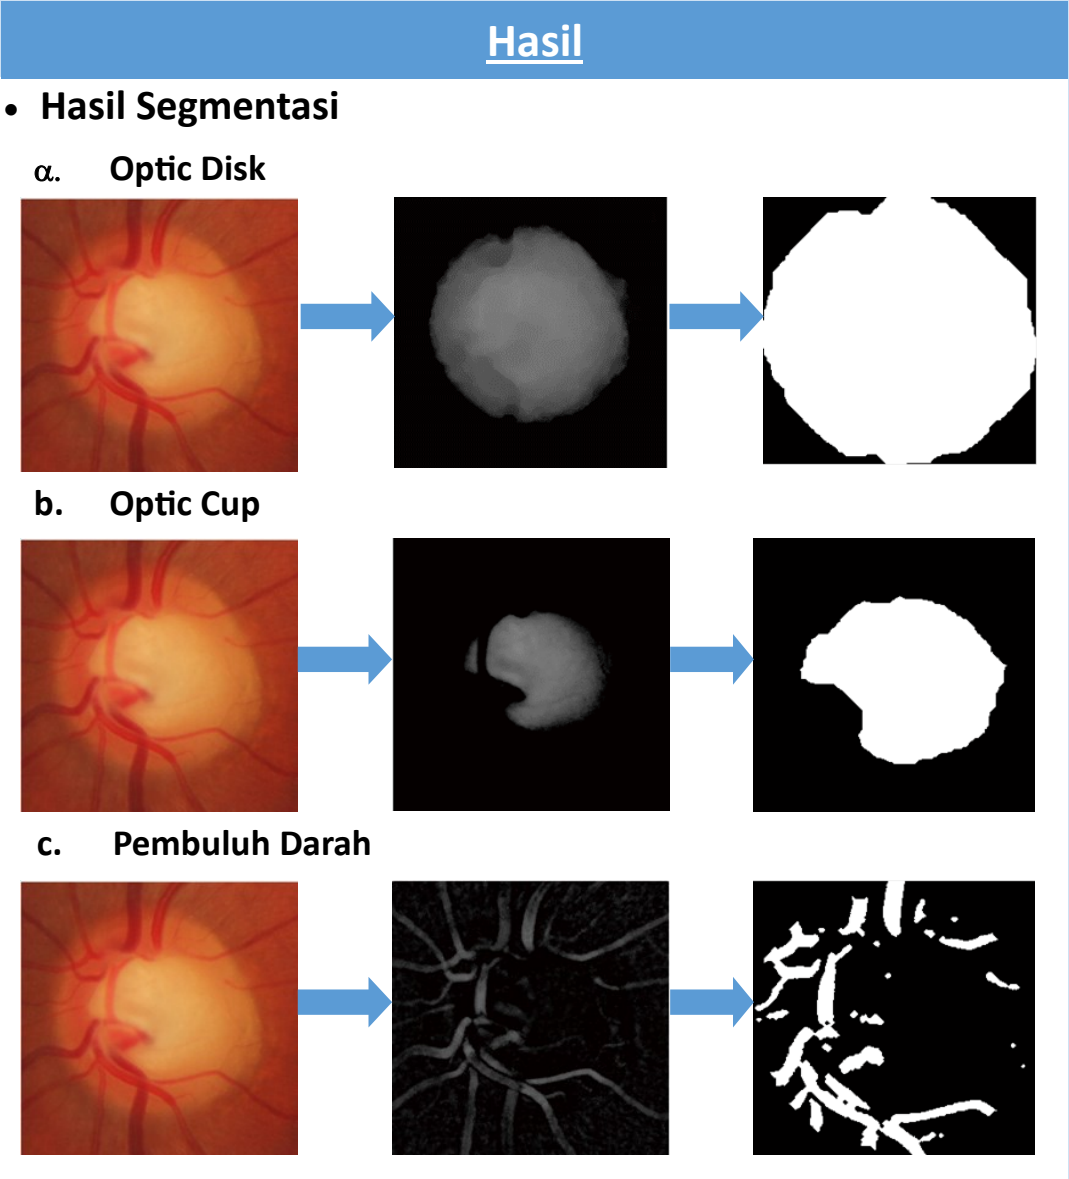 Hasil
• Hasil Segmentasi
α. Optic Disk
b. Optic Cup
c. Pembuluh Darah